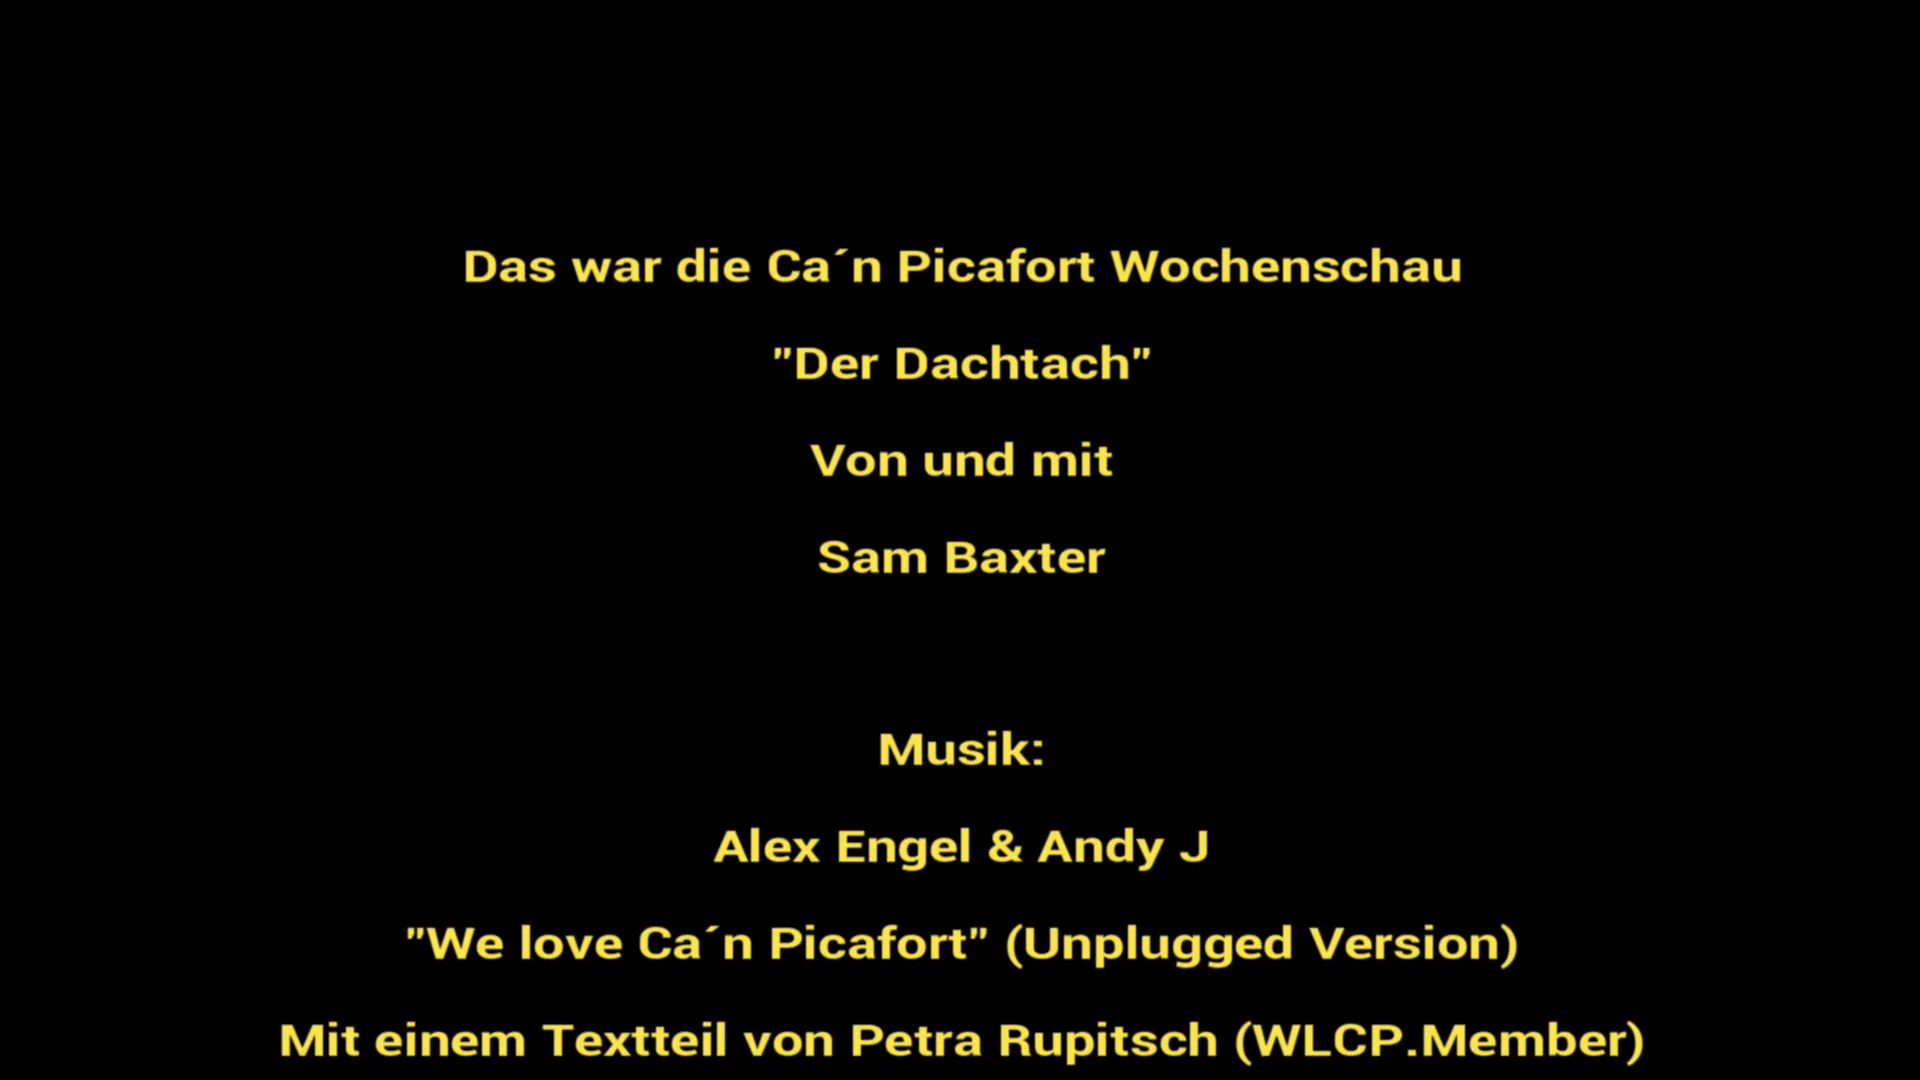 Das war die Ca´n Picafort Wochenschau
"Der Dachtach"
Von und mit
Sam Baxter
Musik:
Alex Engel & Andy J
"We love Ca´n Picafort" (Unplugged Version)
Mit einem Textteil von Petra Rupitsch (WLCP.Member)